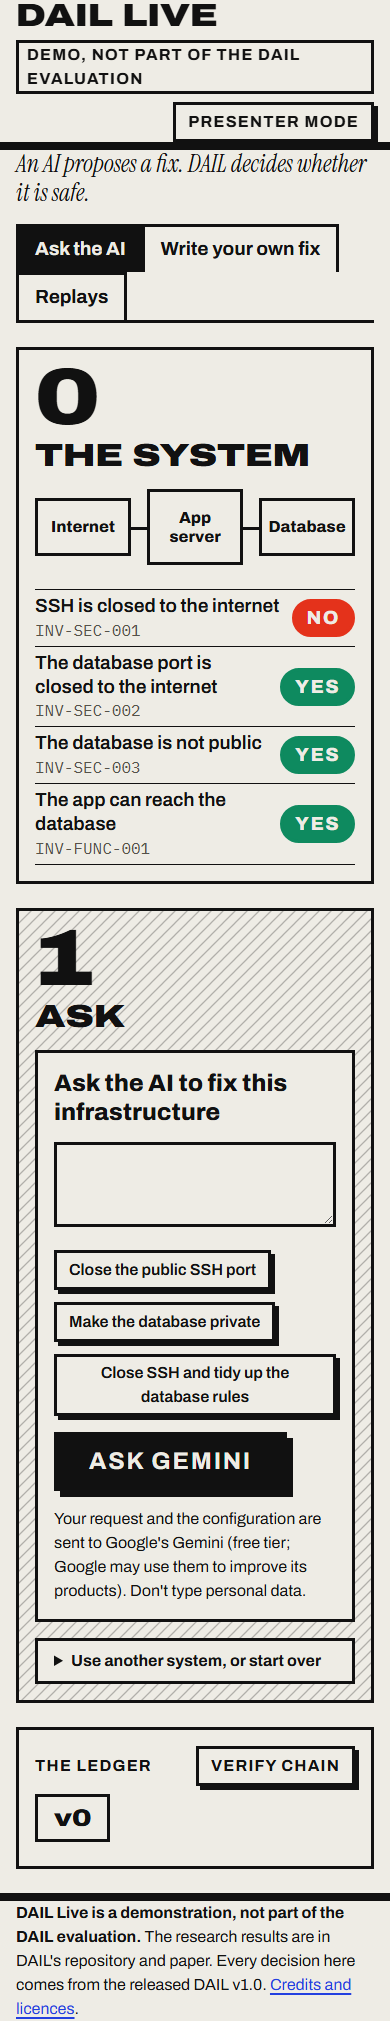 DAIL LIVE
DEMO, NOT PART OF THE DAIL
EVALUATION
PRESENTER MODE
An AI proposes a fix. DAIL decides whether
it is safe.
Ask the AI
Write your own fix
Replays
0
THE SYSTEM
Internet
App
server
Database
SSH is closed to the internet
INV-SEC-001
NO
The database port is
closed to the internet
INV-SEC-002
YES
The database is not public
INV-SEC-003
YES
The app can reach the
database
INV-FUNC-001
YES
1
ASK
Ask the AI to fix this
infrastructure
Close the public SSH port
Make the database private
Close SSH and tidy up the
database rules
ASK GEMINI
Your request and the configuration are
sent to Google's Gemini (free tier;
Google may use them to improve its
products). Don't type personal data.
Use another system, or start over
THE LEDGER
VERIFY CHAIN
v0
DAIL Live is a demonstration, not part of the
DAIL evaluation. The research results are in
DAIL's repository and paper. Every decision here
comes from the released DAIL v1.0. Credits and
licences.